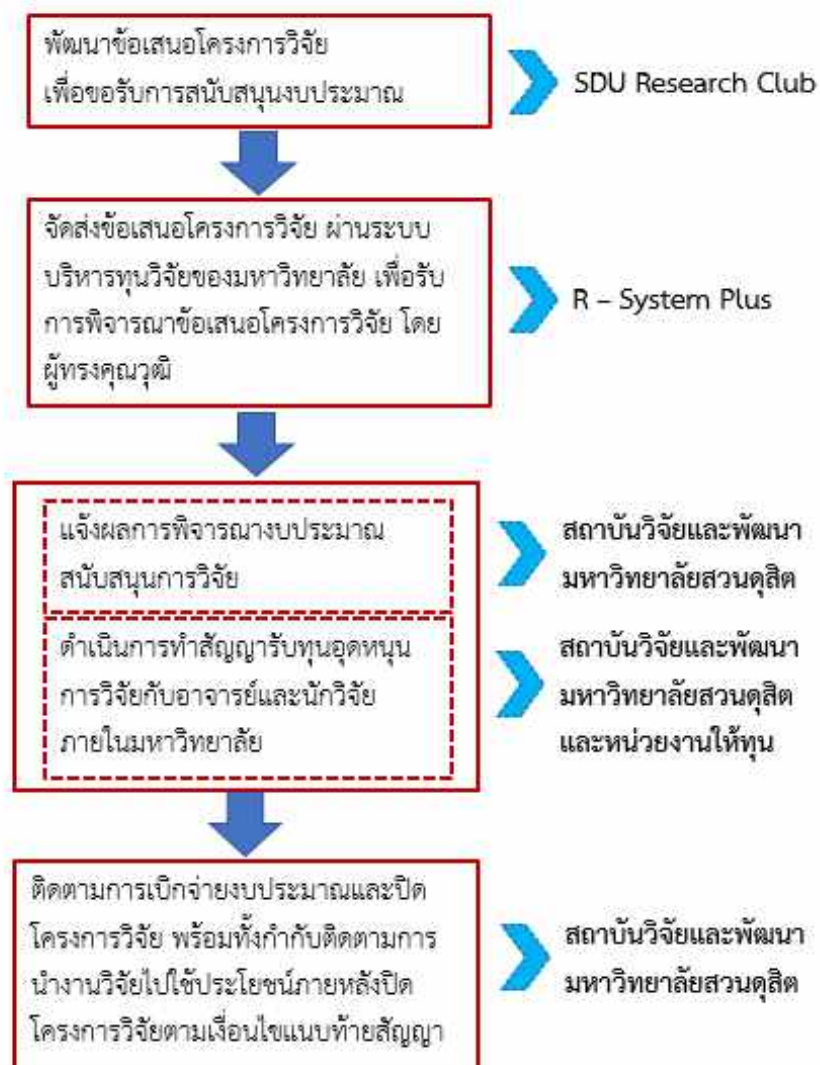 พัฒนาข้อเสนอโครงการวิจัย
เพื่อขอรับการสนับสนุนงบประมาณ
SDU Research Club
จัดส่งข้อเสนอโครงการวิจัย ผ่านระบบ
บริหารทุนวิจัยของมหาวิทยาลัย เพื่อรับ
การพิจารณาข้อเสนอโครงการวิจัย โดย
ผู้ทรงคุณวุฒิ
R – System Plus
แจ้งผลการพิจารณางบประมาณ
สนับสนุนการวิจัย
สถาบันวิจัยและพัฒนา
มหาวิทยาลัยสวนดุสิต
ดำเนินการทำสัญญารับทุนอุดหนุน
การวิจัยกับอาจารย์และนักวิจัย
ภายในมหาวิทยาลัย
สถาบันวิจัยและพัฒนา
มหาวิทยาลัยสวนดุสิต
และหน่วยงานให้ทุน
ติดตามการเบิกจ่ายงบประมาณและปิด
โครงการวิจัย พร้อมทั้งกำกับติดตามการ
นำงานวิจัยไปใช้ประโยชน์ภายหลังปิด
โครงการวิจัยตามเงื่อนไขแนบท้ายสัญญา
สถาบันวิจัยและพัฒนา
มหาวิทยาลัยสวนดุสิต